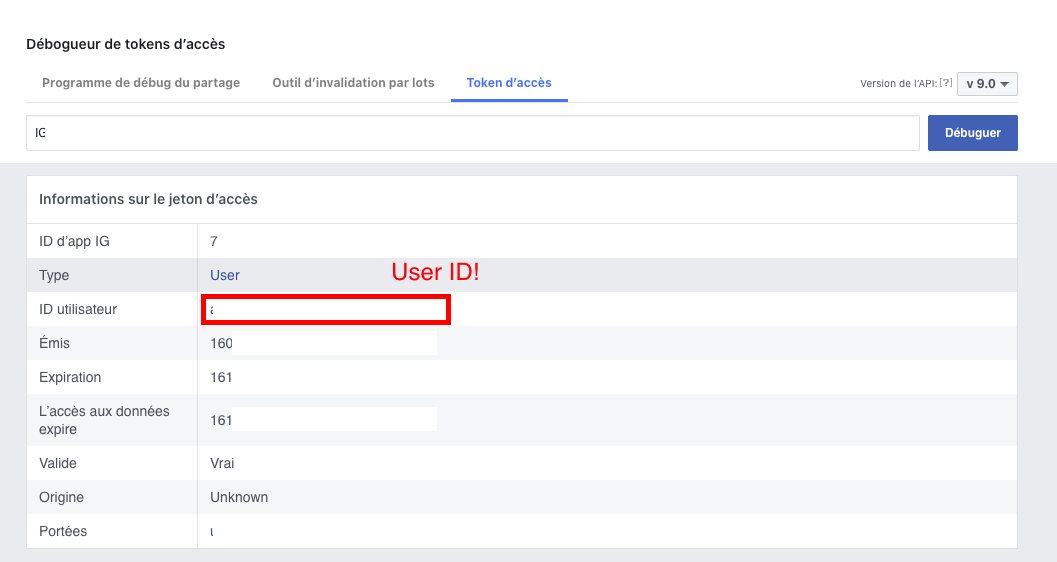 Débogueur de tokens d'accès
Programme de débug du partage
Outil d'invalidation par lots
Token d'accès
Version de l'API: [?]
v 9.0
IG
Débuguer
Informations sur le jeton d'accès
ID d'app IG
7
Type
User
User ID!
ID utilisateur
Émis
160
Expiration
161
L'accès aux données
expire
161
Valide
Vrai
Origine
Unknown
Portées